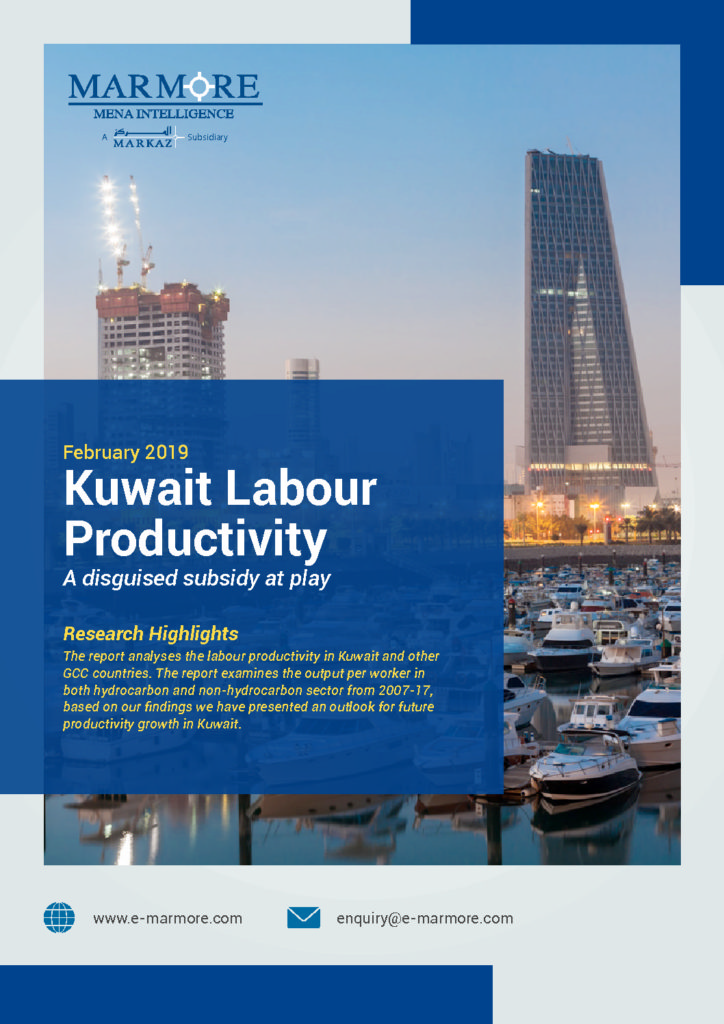 MARMORE
MENA INTELLIGENCE
A المركز MARKAZ Subsidiary
February 2019
Kuwait Labour
Productivity
A disguised subsidy at play
Research Highlights
The report analyses the labour productivity in Kuwait and other
GCC countries. The report examines the output per worker in
both hydrocarbon and non-hydrocarbon sector from 2007-17,
based on our findings we have presented an outlook for future
productivity growth in Kuwait.
www.e-marmore.com
enquiry@e-marmore.com